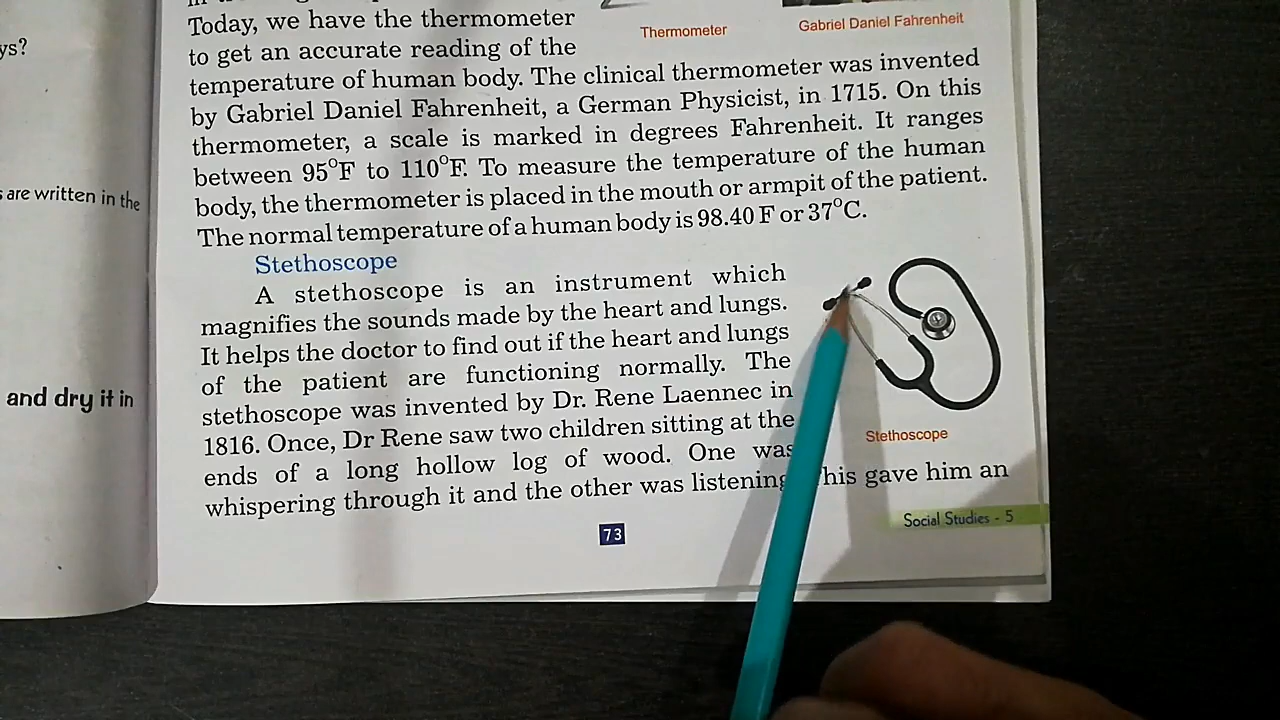 ys?
are written in the
and dry it in
Today, we have the thermometer
to get an accurate reading of the
Thermometer
Gabriel Daniel Fahrenheit
temperature of human body. The clinical thermometer was invented
by Gabriel Daniel Fahrenheit, a German Physicist, in 1715. On this
thermometer, a scale is marked in degrees Fahrenheit. It ranges
between 95°F to 110°F. To measure the temperature of the human
body, the thermometer is placed in the mouth or armpit of the patient.
The normal temperature of a human body is 98.40 F or 37°C.
Stethoscope
A stethoscope is an instrument which
magnifies the sounds made by the heart and lungs.
It helps the doctor to find out if the heart and lungs
of the patient are functioning normally. The
stethoscope was invented by Dr. Rene Laennec in
1816. Once, Dr Rene saw two children sitting at the
ends of a long hollow log of wood. One was
whispering through it and the other was listening. This gave him an
Stethoscope
73
Social Studies - 5